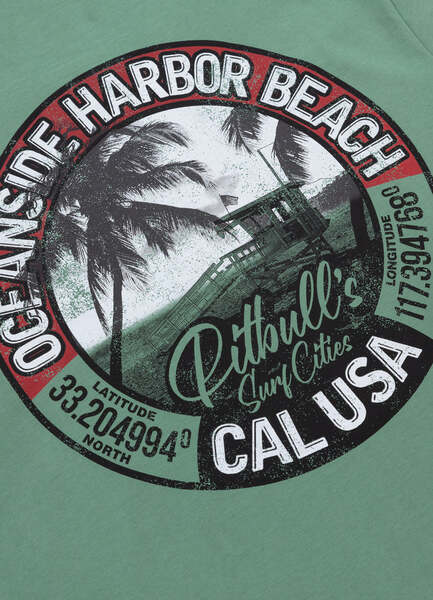 OCEANSIDE HARBOR BEACH
LONGITUDE
117.394768⁰
Pitbull's
Surf Cities
CAL USA
LATITUDE
33.204994⁰
NORTH